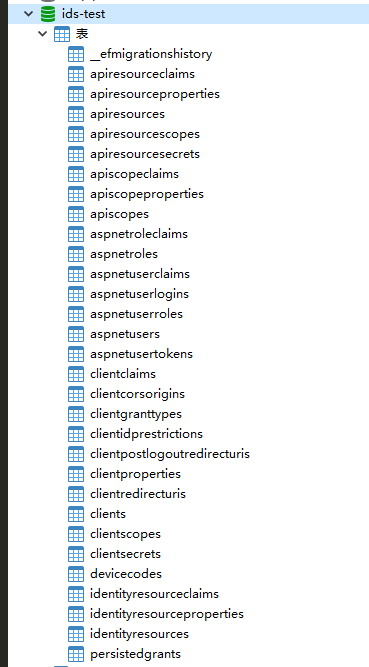 ids-test
表
__efmigrationshistory
apiresourceclaims
apiresourceproperties
apiresources
apiresourcescopes
apiresourcesecrets
apiscopeclaims
apiscopeproperties
apiscopes
aspnetroleclaims
aspnetroles
aspnetuserclaims
aspnetuserlogins
aspnetuserroles
aspnetusers
aspnetusertokens
clientclaims
clientcorsorigins
clientgranttypes
clientidprestrictions
clientpostlogoutredirecturis
clientproperties
clientredirecturis
clients
clientscopes
clientsecrets
devicecodes
identityresourceclaims
identityresourceproperties
identityresources
persistedgrants